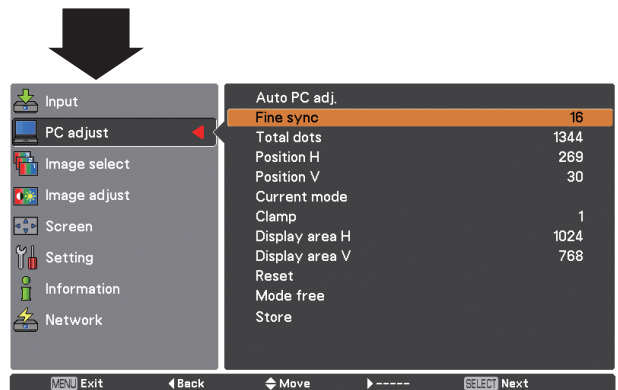 Input
PC adjust
Image select
Image adjust
Screen
Setting
Information
Network
Auto PC adj.
Fine sync 16
Total dots 1344
Position H 269
Position V 30
Current mode
Clamp 1
Display area H 1024
Display area V 768
Reset
Mode free
Store
MENU Exit Back Move ----- SELECT Next